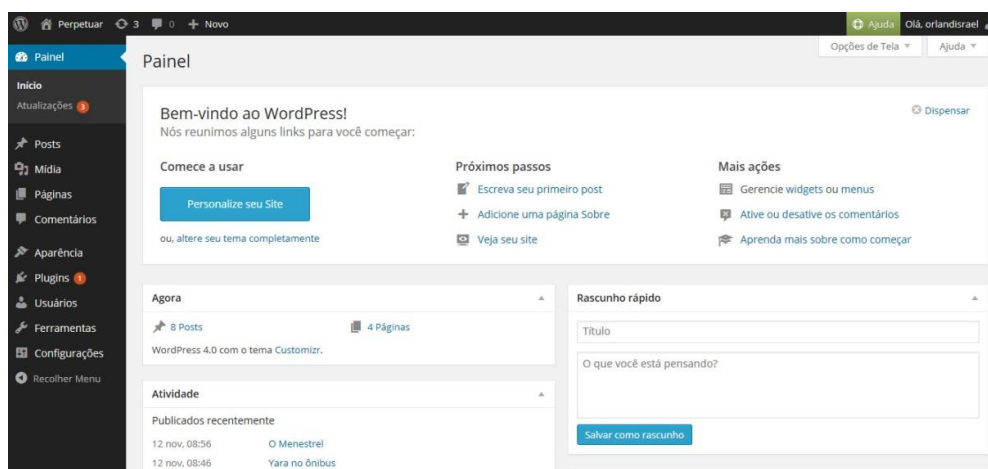 Perpetuar 3 0 + Novo Ajuda Olá, orlandisrael
Opções de Tela Ajuda
Painel
Início
Atualizações 3
Posts
Mídia
Páginas
Comentários
Aparência
Plugins 1
Usuários
Ferramentas
Configurações
Recolher Menu
Painel
Bem-vindo ao WordPress!
Dispensar
Nós reunimos alguns links para você começar:
Comece a usar
Personalize seu Site
ou, altere seu tema completamente
Próximos passos
Escreva seu primeiro post
Adicione uma página Sobre
Veja seu site
Mais ações
Gerencie widgets ou menus
Ative ou desative os comentários
Aprenda mais sobre como começar
Agora
8 Posts 4 Páginas
WordPress 4.0 com o tema Customizr.
Atividade
Publicados recentemente
12 nov, 08:56 O Menestrel
12 nov, 08:46 Yara no ônibus
Rascunho rápido
Título
O que você está pensando?
Salvar como rascunho